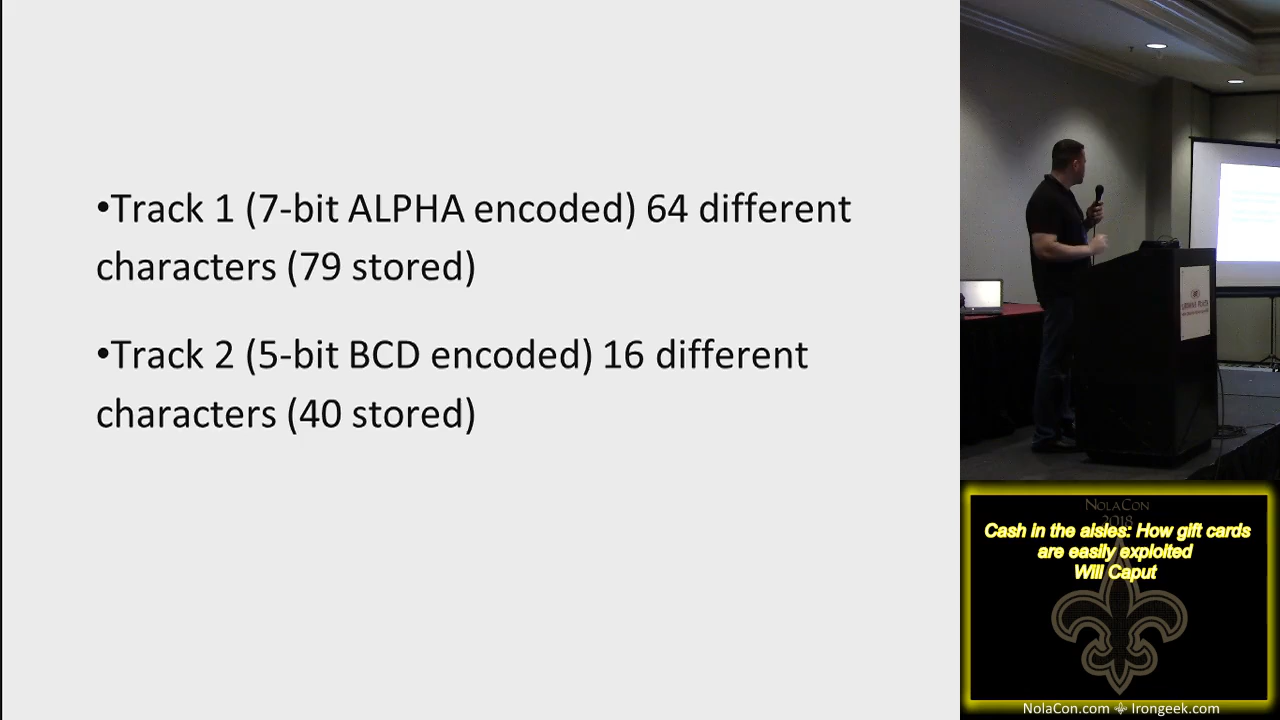 •Track 1 (7-bit ALPHA encoded) 64 different
characters (79 stored)
•Track 2 (5-bit BCD encoded) 16 different
characters (40 stored)
NOLACON
2018
Cash in the aisles: How gift cards
are easily exploited
Will Caput
NolaCon.com ⚜ Irongeek.com